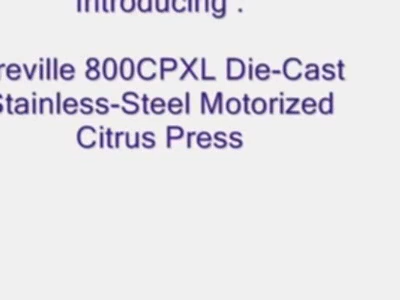 Introducing .
reville 800CPXL Die-Cast
Stainless-Steel Motorized
Citrus Press